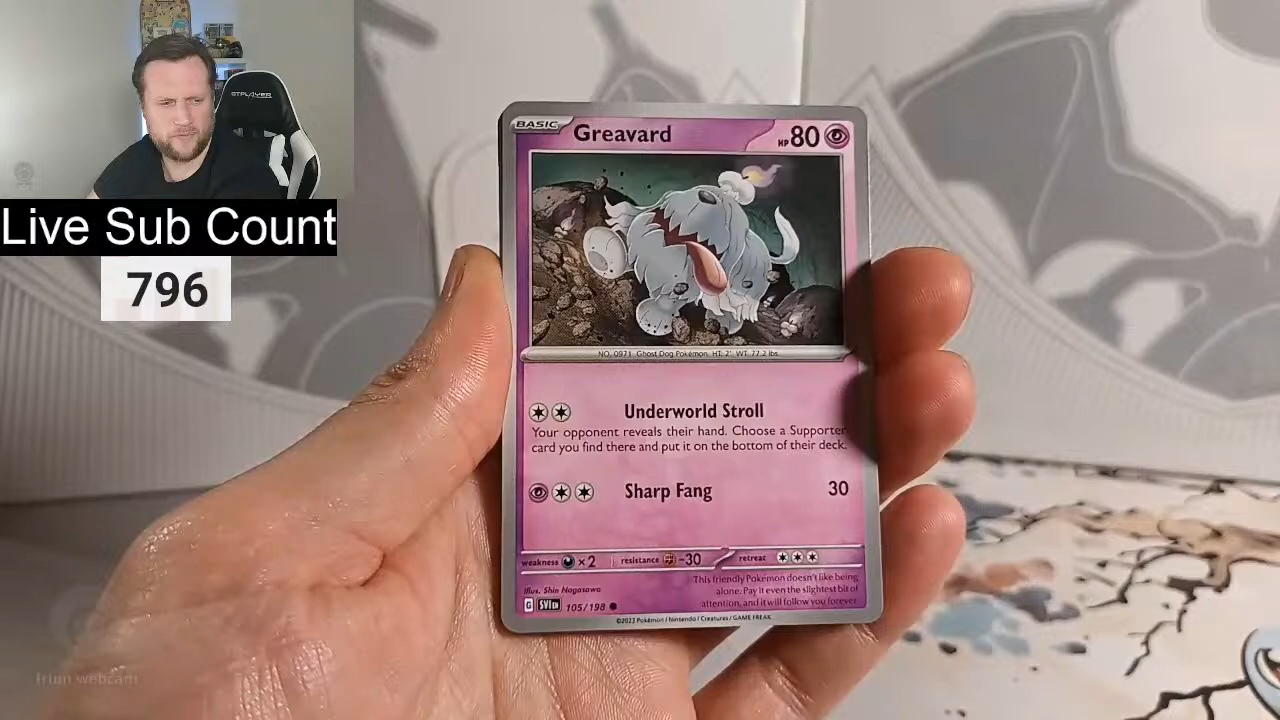 GTPLAYER
Live Sub Count
796
BASIC Greavard HP 80
NO. 0971 Ghost Dog Pokémon HT: 2' WT: 77.2 lbs
Underworld Stroll
Your opponent reveals their hand. Choose a Supporter
card you find there and put it on the bottom of their deck.
Sharp Fang 30
weakness ×2 resistance -30 retreat
Illus. Shin Nagasawa
This friendly Pokémon doesn't like being
alone. Pay it even the slightest bit of
attention, and it will follow you forever.
G SVI EN 105/198
©2023 Pokémon / Nintendo / Creatures / GAME FREAK